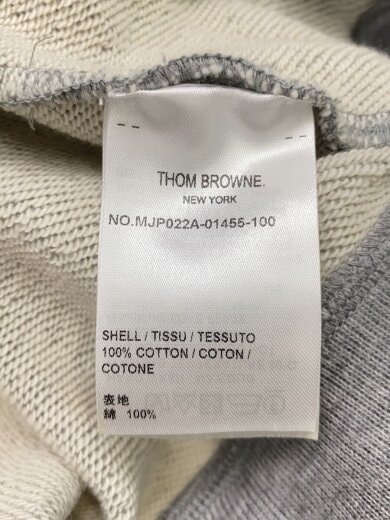 THOM BROWNE.
NEW YORK
NO.MJP022A-01455-100
SHELL / TISSU / TESSUTO
100% COTTON / COTON /
COTONE
表地
綿 100%